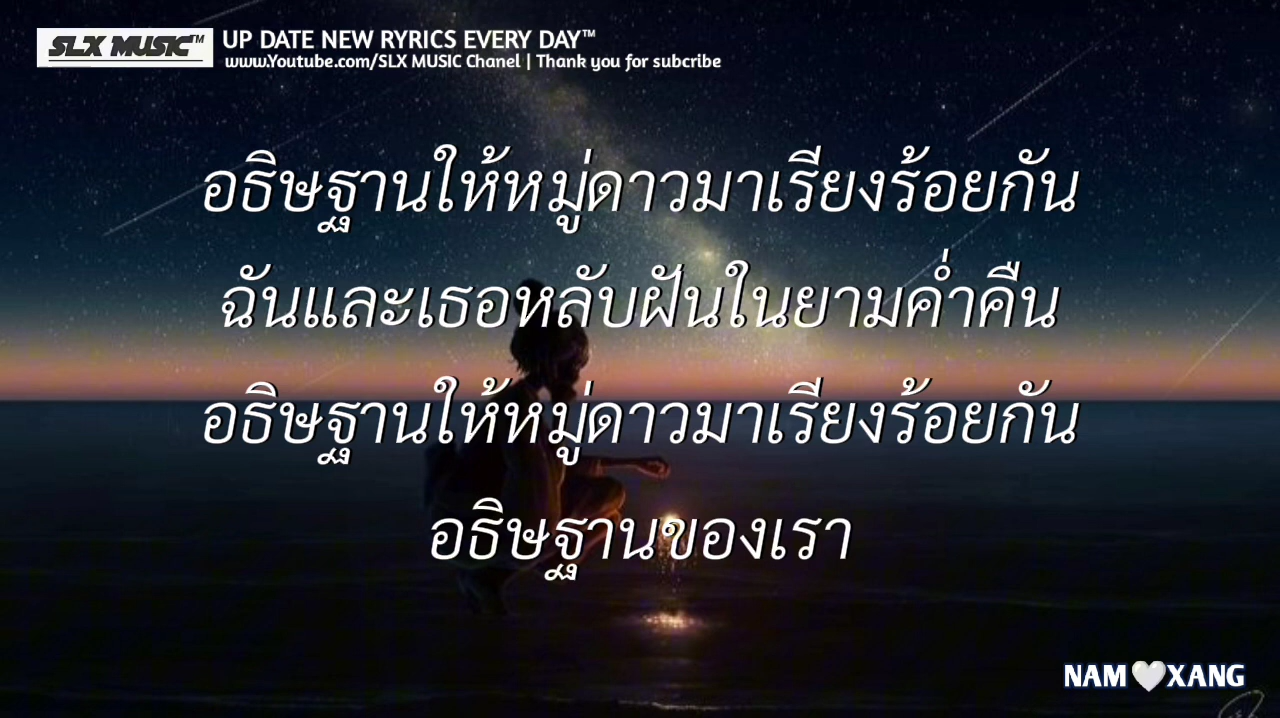 SLX MUSIC™
UP DATE NEW RYRICS EVERY DAY™
www.Youtube.com/SLX MUSIC Chanel | Thank you for subcribe
อธิษฐานให้หมู่ดาวมาเรียงร้อยกัน
ฉันและเธอหลับฝันในยามค่ำคืน
อธิษฐานให้หมู่ดาวมาเรียงร้อยกัน
อธิษฐานของเรา
NAM🤍XANG